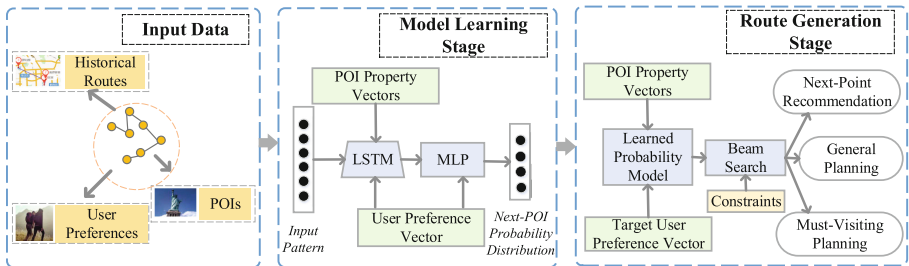 Input Data
Historical
Routes
User
Preferences
POIs
Model Learning
Stage
POI Property
Vectors
LSTM
MLP
User Preference
Vector
Input
Pattern
Next-POI
Probability
Distribution
Route Generation
Stage
POI Property
Vectors
Learned
Probability
Model
Beam
Search
Constraints
Target User
Preference Vector
Next-Point
Recommendation
General
Planning
Must-Visiting
Planning